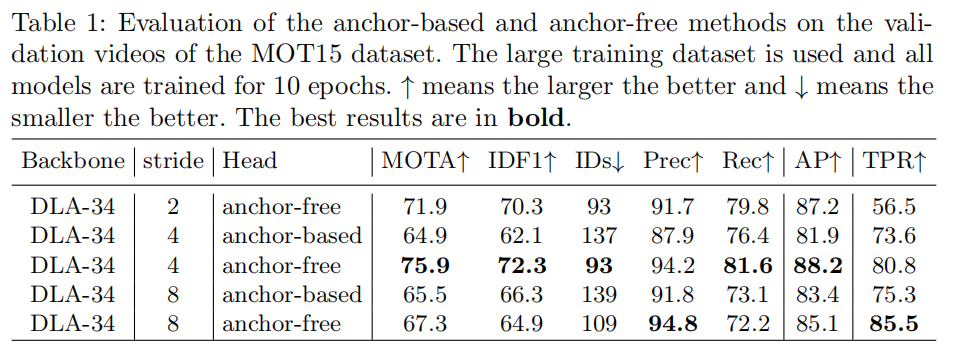 Table 1: Evaluation of the anchor-based and anchor-free methods on the vali-
dation videos of the MOT15 dataset. The large training dataset is used and all
models are trained for 10 epochs. ↑ means the larger the better and ↓ means the
smaller the better. The best results are in bold.
Backbone stride Head MOTA↑ IDF1↑ IDs↓ Prec↑ Rec↑ AP↑ TPR↑
DLA-34 2 anchor-free 71.9 70.3 93 91.7 79.8 87.2 56.5
DLA-34 4 anchor-based 64.9 62.1 137 87.9 76.4 81.9 73.6
DLA-34 4 anchor-free 75.9 72.3 93 94.2 81.6 88.2 80.8
DLA-34 8 anchor-based 65.5 66.3 139 91.8 73.1 83.4 75.3
DLA-34 8 anchor-free 67.3 64.9 109 94.8 72.2 85.1 85.5